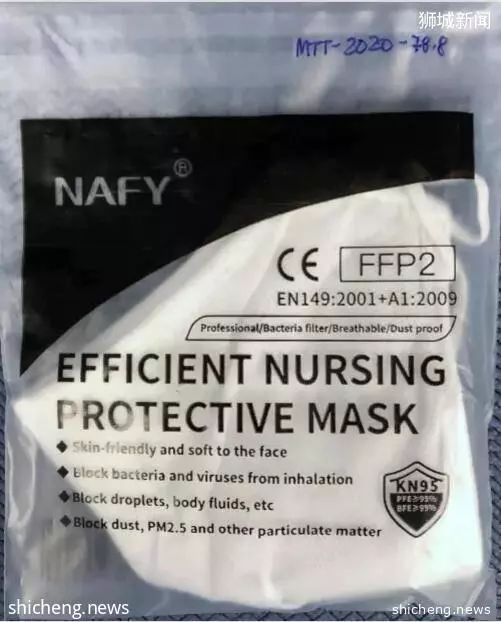 狮城新闻
MTT-2020-78.8
NAFY®
CE FFP2
EN149:2001+A1:2009
Professional/Bacteria filter/Breathable/Dust proof
EFFICIENT NURSING
PROTECTIVE MASK
◆ Skin-friendly and soft to the face
◆ Block bacteria and viruses from inhalation
◆ Block droplets, body fluids, etc
◆ Block dust, PM2.5 and other particulate matter
KN95
PFE≥95%
BFE≥99%
shicheng.news
shicheng.news